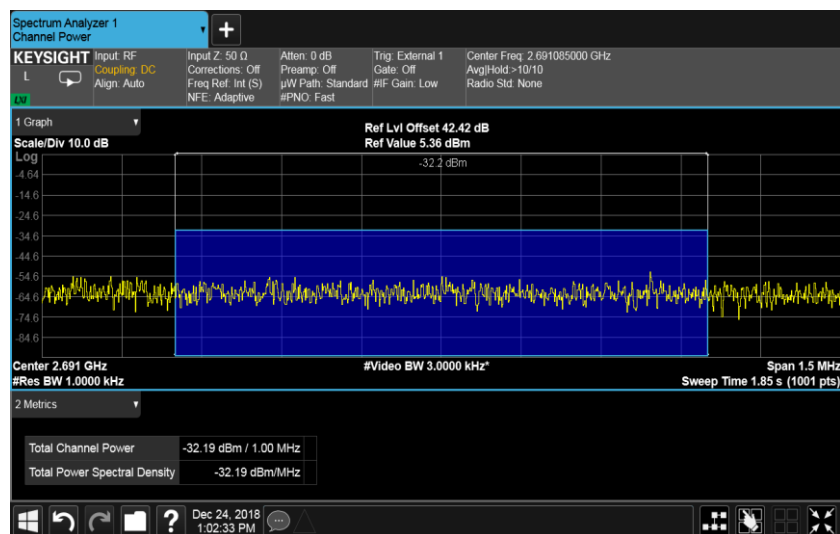 Spectrum Analyzer 1
Channel Power
+
KEYSIGHT
L
LXI
Input: RF
Coupling: DC
Align: Auto
Input Z: 50 Ω
Corrections: Off
Freq Ref: Int (S)
NFE: Adaptive
Atten: 0 dB
Preamp: Off
µW Path: Standard
#PNO: Fast
Trig: External 1
Gate: Off
#IF Gain: Low
Center Freq: 2.691085000 GHz
Avg|Hold:>10/10
Radio Std: None
1 Graph
Scale/Div 10.0 dB
Ref Lvl Offset 42.42 dB
Ref Value 5.36 dBm
Log
-32.2 dBm
-4.64
-14.6
-24.6
-34.6
-44.6
-54.6
-64.6
-74.6
-84.6
Center 2.691 GHz
#Video BW 3.0000 kHz*
Span 1.5 MHz
#Res BW 1.0000 kHz
Sweep Time 1.85 s (1001 pts)
2 Metrics
Total Channel Power -32.19 dBm / 1.00 MHz
Total Power Spectral Density -32.19 dBm/MHz
?
Dec 24, 2018
1:02:33 PM